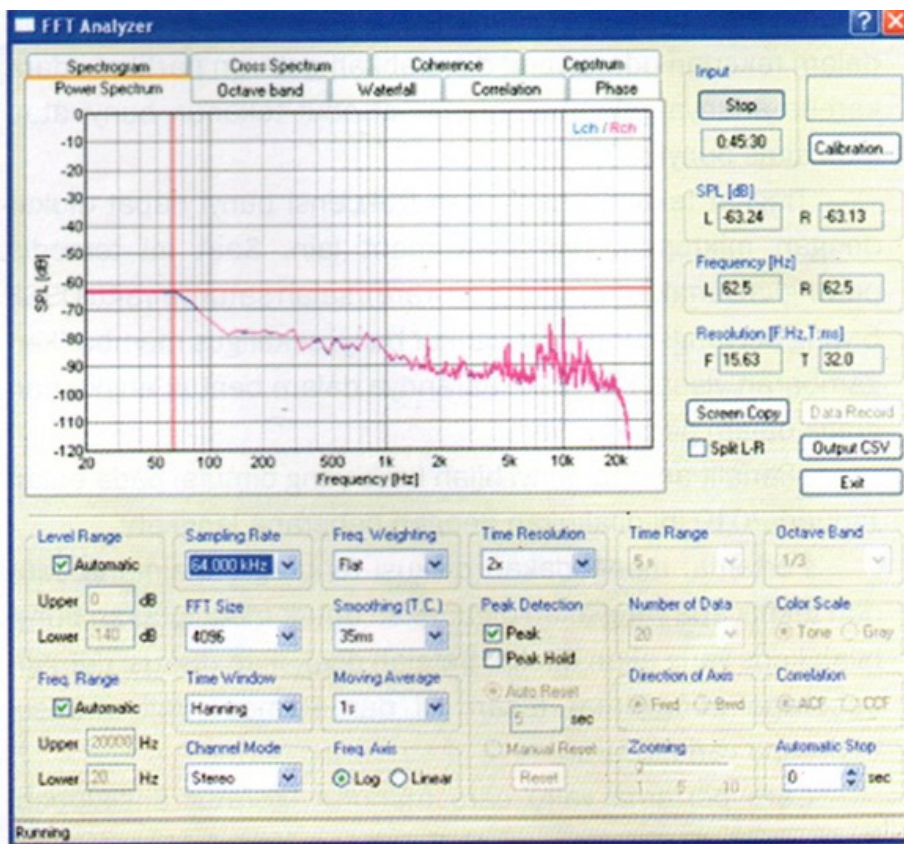 FFT Analyzer
Spectrogram Cross Spectrum Coherence Cepstrum
Power Spectrum Octave band Waterfall Correlation Phase
Lch / Rch
SPL [dB]
0
-10
-20
-30
-40
-50
-60
-70
-80
-90
-100
-110
-120
20 50 100 200 500 1k 2k 5k 10k 20k
Frequency [Hz]
Input
Stop
0:45:30
Calibration...
SPL [dB]
L -63.24 R -63.13
Frequency [Hz]
L 62.5 R 62.5
Resolution [F:Hz,T:ms]
F 15.63 T 32.0
Screen Copy Data Record
Split L-R Output CSV
Exit
Level Range
Automatic
Upper 0 dB
Lower -140 dB
Freq. Range
Automatic
Upper 20000 Hz
Lower 20 Hz
Sampling Rate
64.000 kHz
FFT Size
4096
Time Window
Hanning
Channel Mode
Stereo
Freq. Weighting
Flat
Smoothing (T.C.)
35ms
Moving Average
1s
Freq. Axis
Log Linear
Time Resolution
2x
Peak Detection
Peak
Peak Hold
Auto Reset
5 sec
Manual Reset
Reset
Time Range
5 s
Number of Data
20
Direction of Axis
Fwd Bwd
Zooming
1 5 10
Octave Band
1/3
Color Scale
Tone Gray
Correlation
ACF CCF
Automatic Stop
0 sec
Running